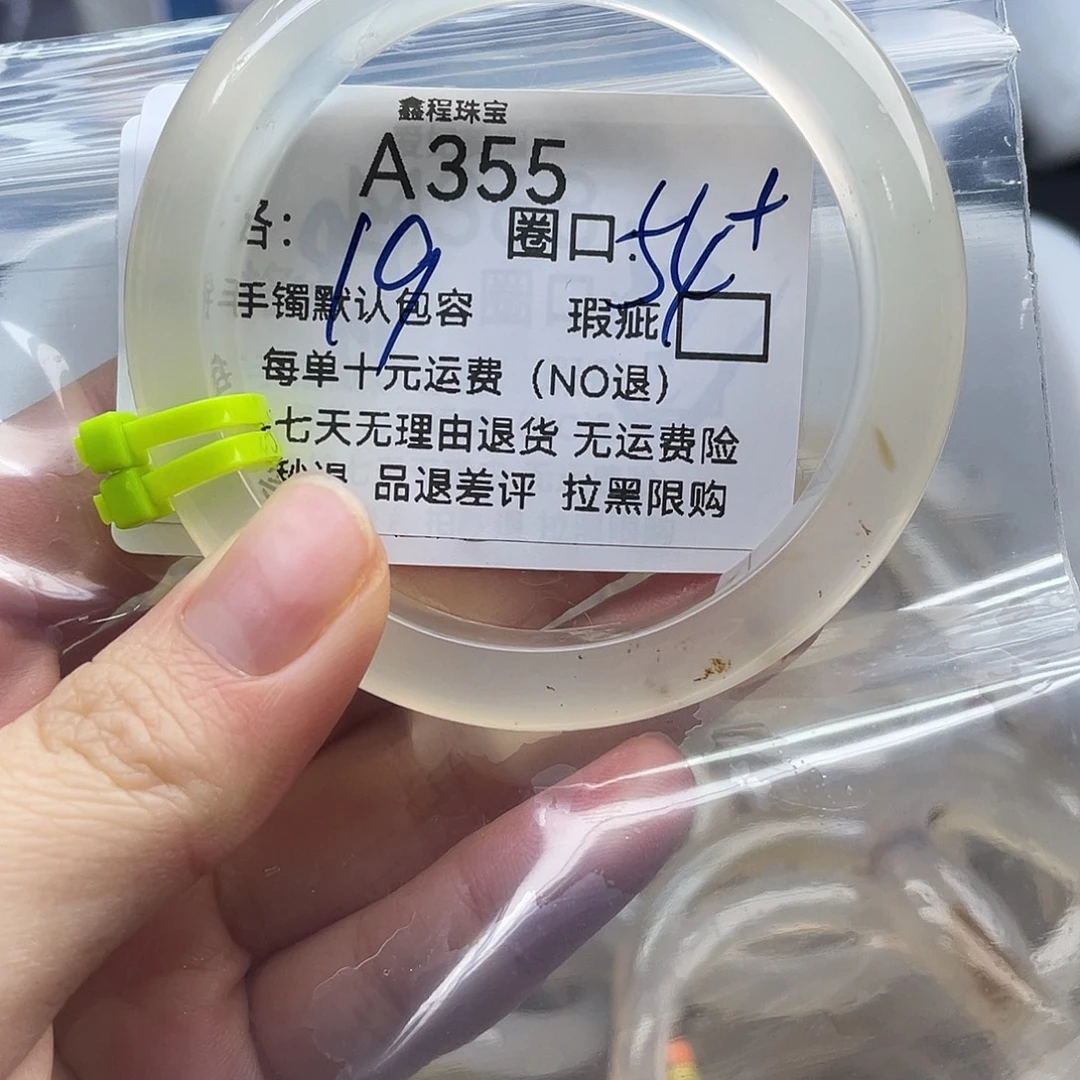 鑫程珠宝
A355
各: 19 圈口: 54+
手镯默认包容 瑕疵
每单十元运费 (NO退)
七天无理由退货 无运费险
秒退 品退差评 拉黑限购